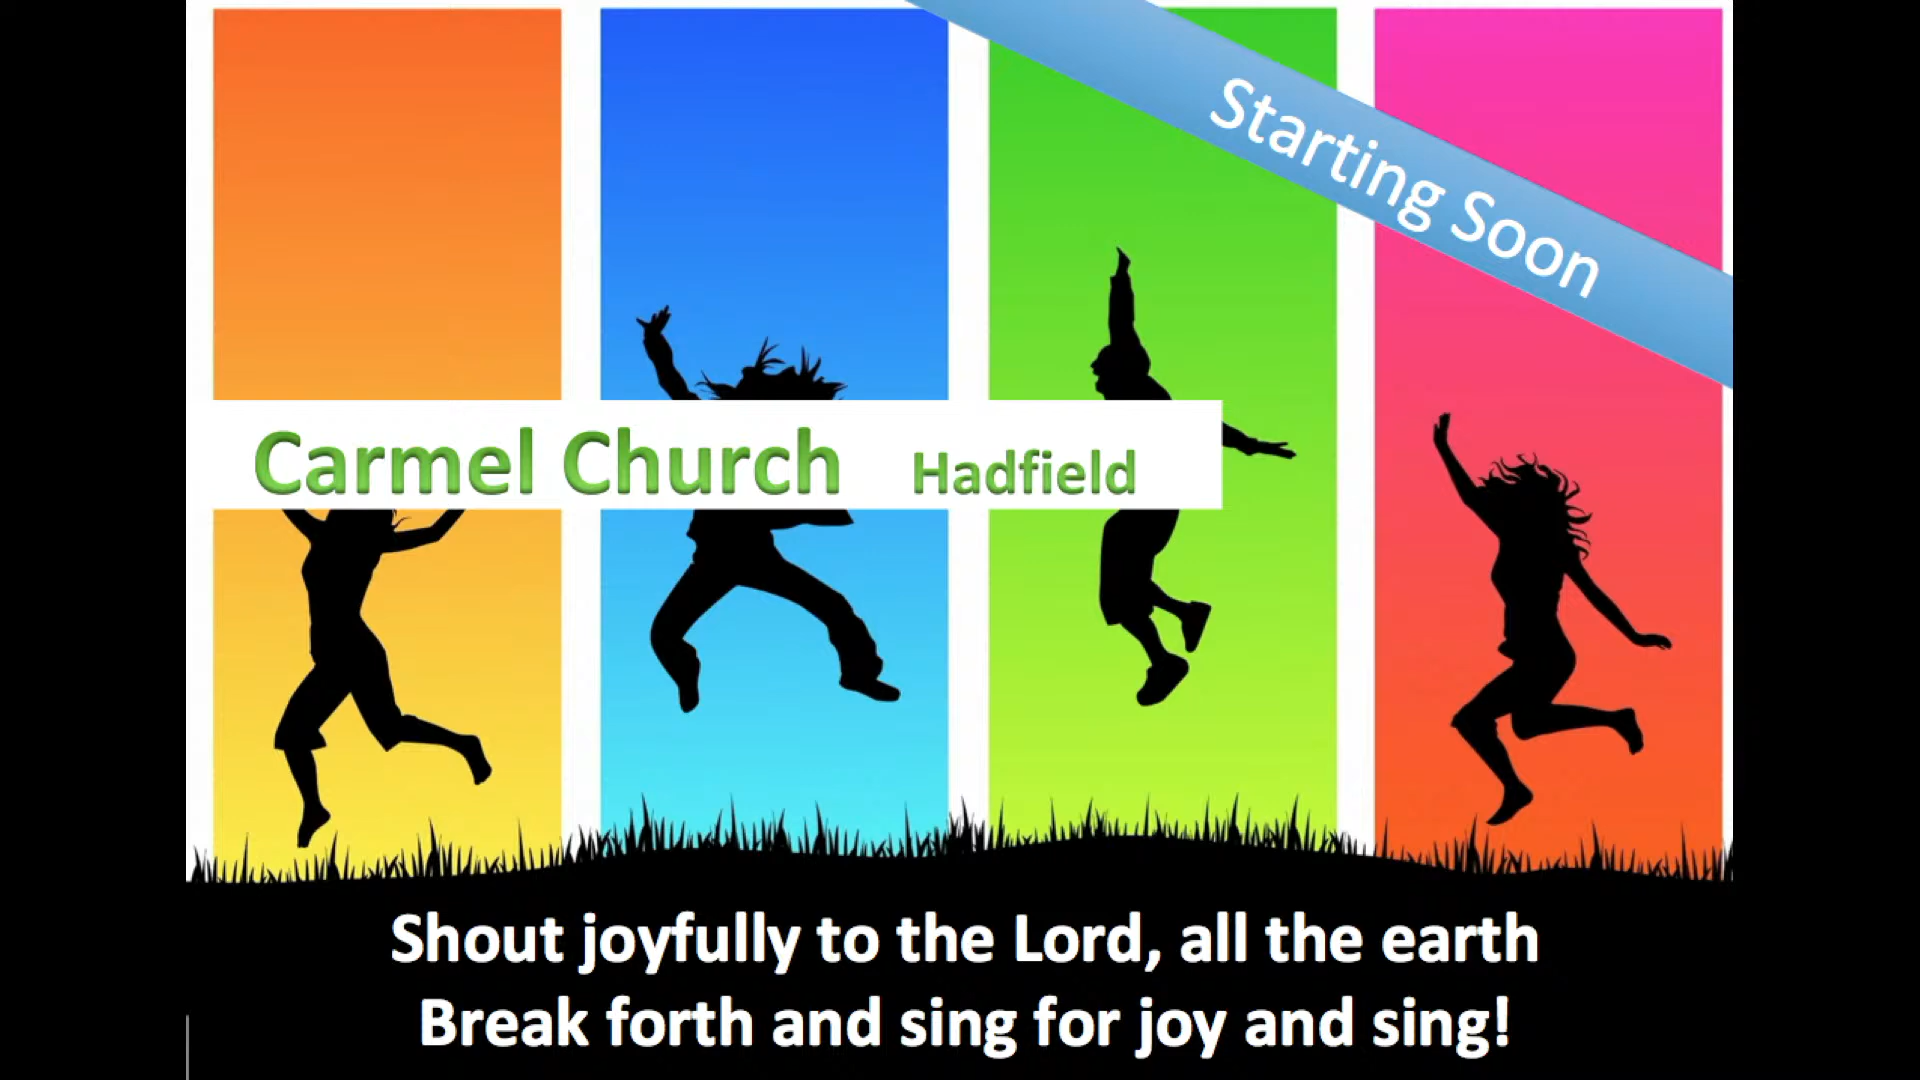 Starting Soon
Carmel Church Hadfield
Shout joyfully to the Lord, all the earth
Break forth and sing for joy and sing!